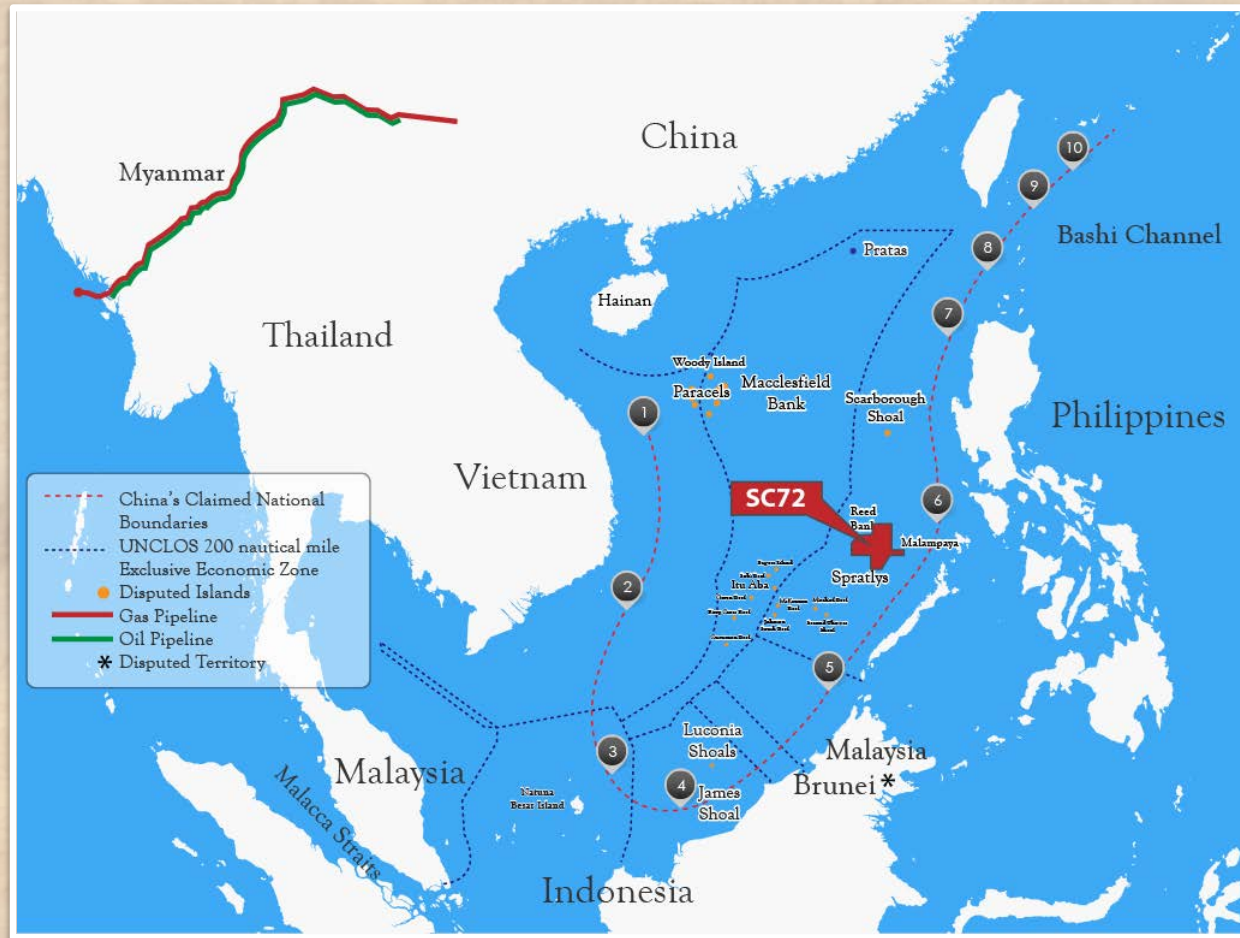 China
Myanmar
10
9
Bashi Channel
8
Pratas
Hainan
7
Thailand
Woody Island
Paracels
Macclesfield
Bank
Scarborough
Shoal
1
Philippines
Vietnam
SC72
6
Reed
Bank
Malampaya
Spratlys
Itu Aba
2
China's Claimed National
Boundaries
UNCLOS 200 nautical mile
Exclusive Economic Zone
Disputed Islands
Gas Pipeline
Oil Pipeline
* Disputed Territory
5
Luconia
Shoals
3
4
James
Shoal
Malaysia
Brunei *
Malaysia
Natuna
Besar Island
Malacca Straits
Indonesia